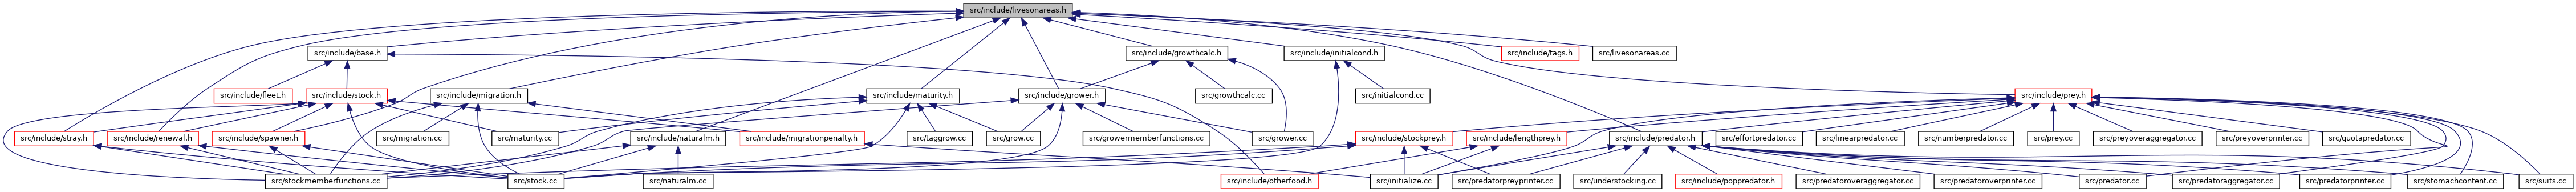 src/include/livesonareas.h
src/include/base.h
src/include/growthcalc.h
src/include/initialcond.h
src/include/tags.h
src/livesonareas.cc
src/include/fleet.h
src/include/stock.h
src/include/migration.h
src/include/maturity.h
src/include/grower.h
src/growthcalc.cc
src/initialcond.cc
src/include/prey.h
src/include/stray.h
src/include/renewal.h
src/include/spawner.h
src/migration.cc
src/maturity.cc
src/include/naturalm.h
src/include/migrationpenalty.h
src/taggrow.cc
src/grow.cc
src/growermemberfunctions.cc
src/grower.cc
src/include/stockprey.h
src/include/lengthprey.h
src/include/predator.h
src/effortpredator.cc
src/linearpredator.cc
src/numberpredator.cc
src/prey.cc
src/preyoveraggregator.cc
src/preyoverprinter.cc
src/quotapredator.cc
src/stockmemberfunctions.cc
src/stock.cc
src/naturalm.cc
src/include/otherfood.h
src/initialize.cc
src/predatorpreyprinter.cc
src/understocking.cc
src/include/poppredator.h
src/predatoroveraggregator.cc
src/predatoroverprinter.cc
src/predator.cc
src/predatoraggregator.cc
src/predatorprinter.cc
src/stomachcontent.cc
src/suits.cc